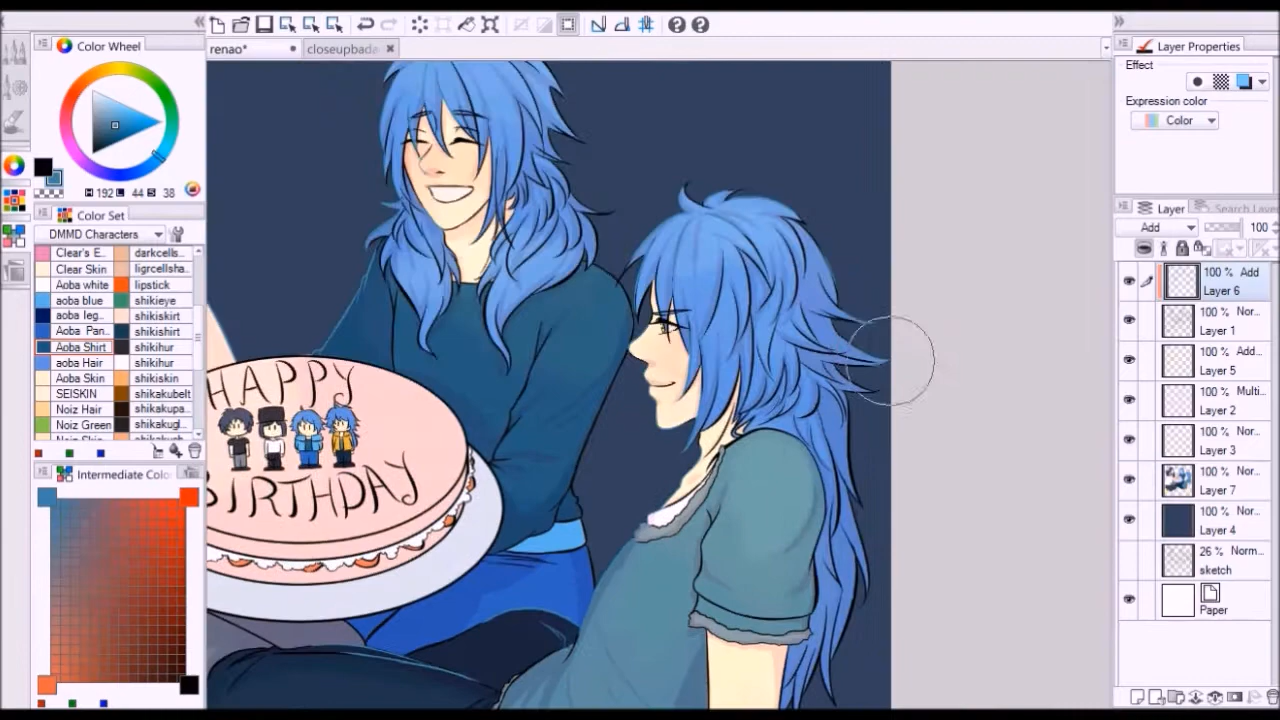 Color Wheel
renao*
closeupbada
Layer Properties
Effect
Expression color
Color
H 192 L 44 S 38
Color Set
DMMD Characters
Clear's E...
darkcells...
Clear Skin
ligrcellsha...
Aoba white
lipstick
aoba blue
shikieye
aoba leg...
shikiskirt
Aoba Pan...
shikishirt
Aoba Shirt
shikihur
aoba Hair
shikihur
Aoba Skin
shikiskin
SEISKIN
shikakubelt
Noiz Hair
shikakupa...
Noiz Green
shikakugl...
Intermediate Colo
HAPPY
BIRTHDAY
Layer
Search Laye
Add
100
100 % Add
Layer 6
100 % Nor...
Layer 1
100 % Add...
Layer 5
100 % Multi...
Layer 2
100 % Nor...
Layer 3
100 % Nor...
Layer 7
100 % Nor...
Layer 4
26 % Norm...
sketch
Paper